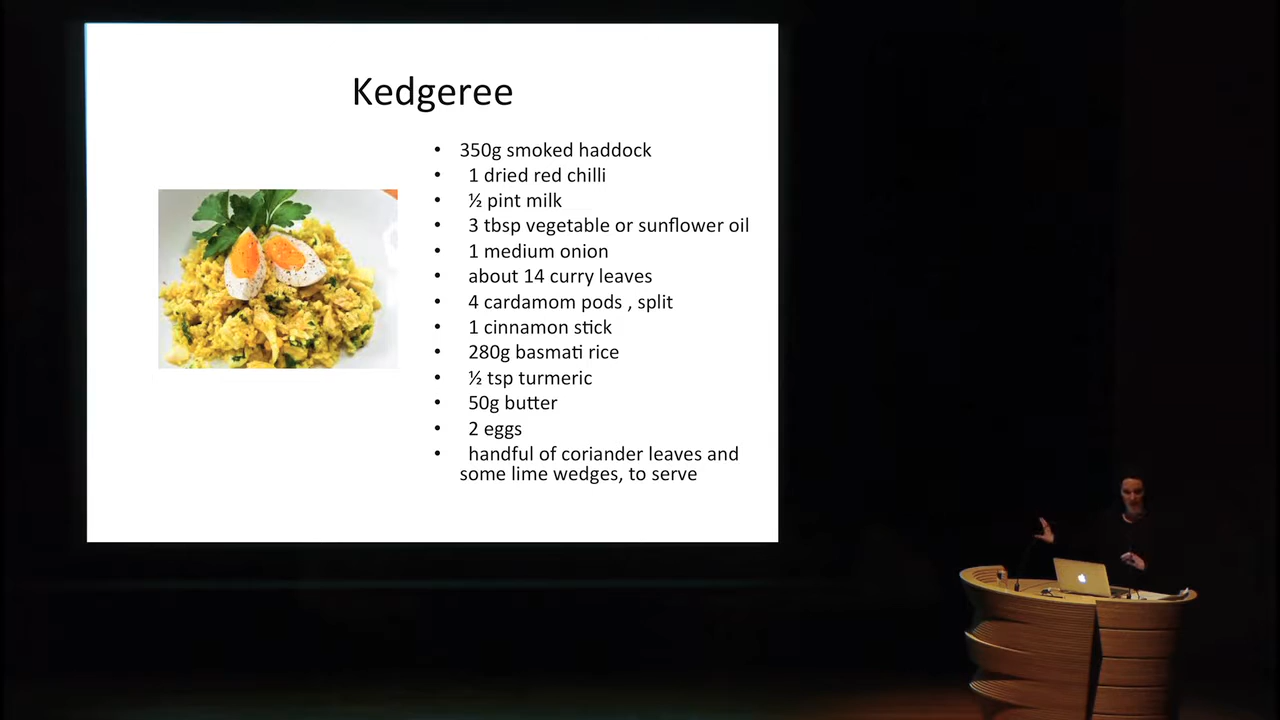 Kedgeree
• 350g smoked haddock
• 1 dried red chilli
• ½ pint milk
• 3 tbsp vegetable or sunflower oil
• 1 medium onion
• about 14 curry leaves
• 4 cardamom pods , split
• 1 cinnamon stick
• 280g basmati rice
• ½ tsp turmeric
• 50g butter
• 2 eggs
• handful of coriander leaves and
some lime wedges, to serve